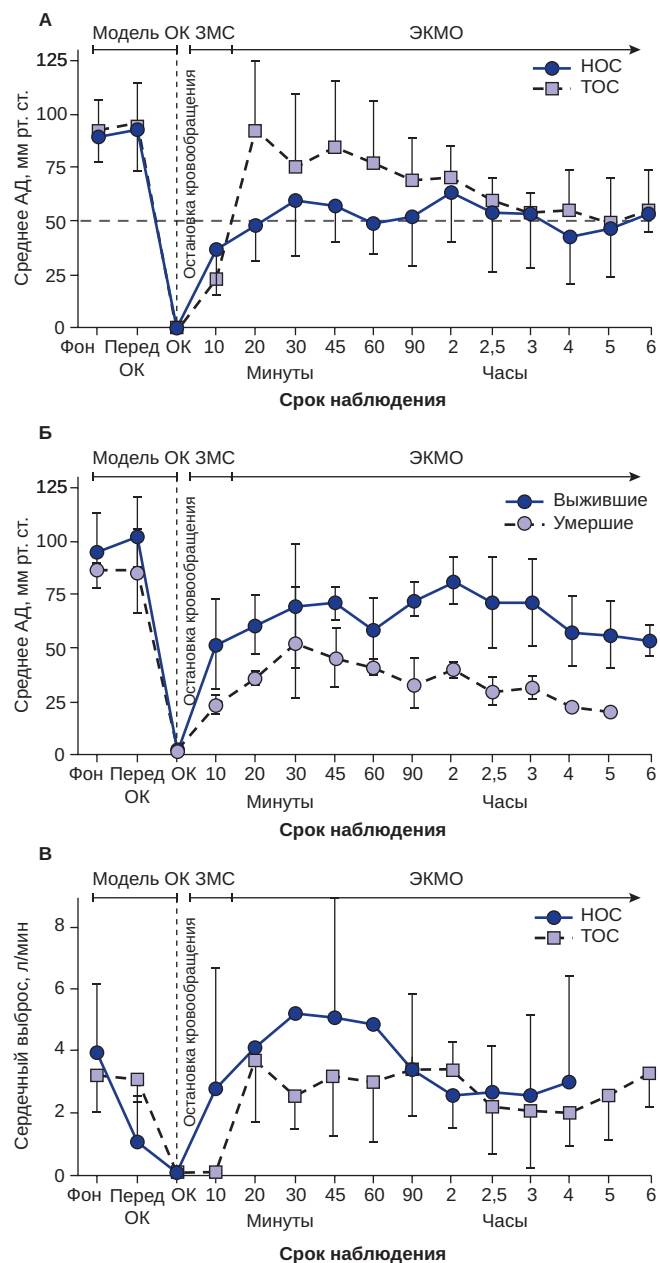 А
Модель ОК ЗМС ЭКМО
125
100
75
50
25
0
Среднее АД, мм рт. ст.
Остановка кровообращения
НОС
ТОС
Фон Перед ОК ОК 10 20 30 45 60 90 2 2,5 3 4 5 6
Минуты Часы
Срок наблюдения
Б
Модель ОК ЗМС ЭКМО
125
100
75
50
25
0
Среднее АД, мм рт. ст.
Остановка кровообращения
Выжившие
Умершие
Фон Перед ОК ОК 10 20 30 45 60 90 2 2,5 3 4 5 6
Минуты Часы
Срок наблюдения
В
Модель ОК ЗМС ЭКМО
8
6
4
2
0
Сердечный выброс, л/мин
Остановка кровообращения
НОС
ТОС
Фон Перед ОК ОК 10 20 30 45 60 90 2 2,5 3 4 5 6
Минуты Часы
Срок наблюдения